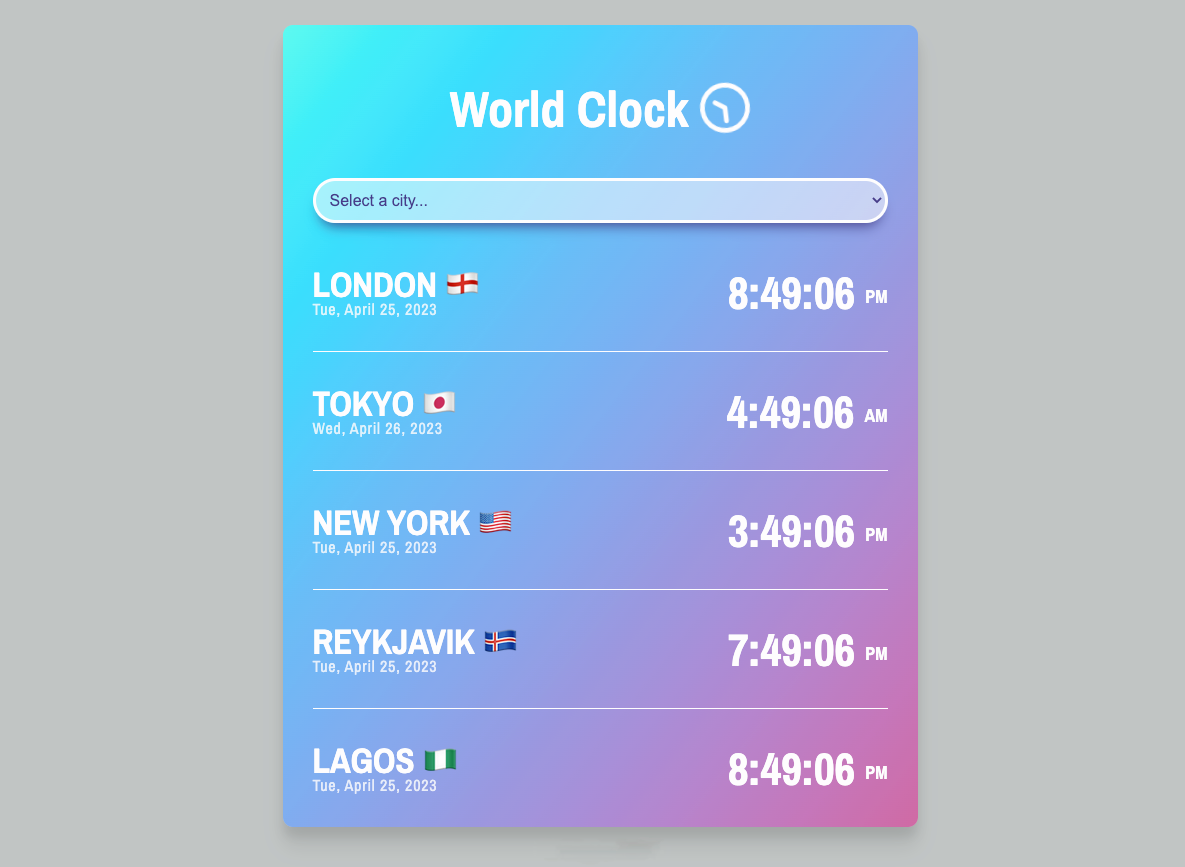 World Clock
Select a city...
LONDON
Tue, April 25, 2023
8:49:06 PM
TOKYO
Wed, April 26, 2023
4:49:06 AM
NEW YORK
Tue, April 25, 2023
3:49:06 PM
REYKJAVIK
Tue, April 25, 2023
7:49:06 PM
LAGOS
Tue, April 25, 2023
8:49:06 PM